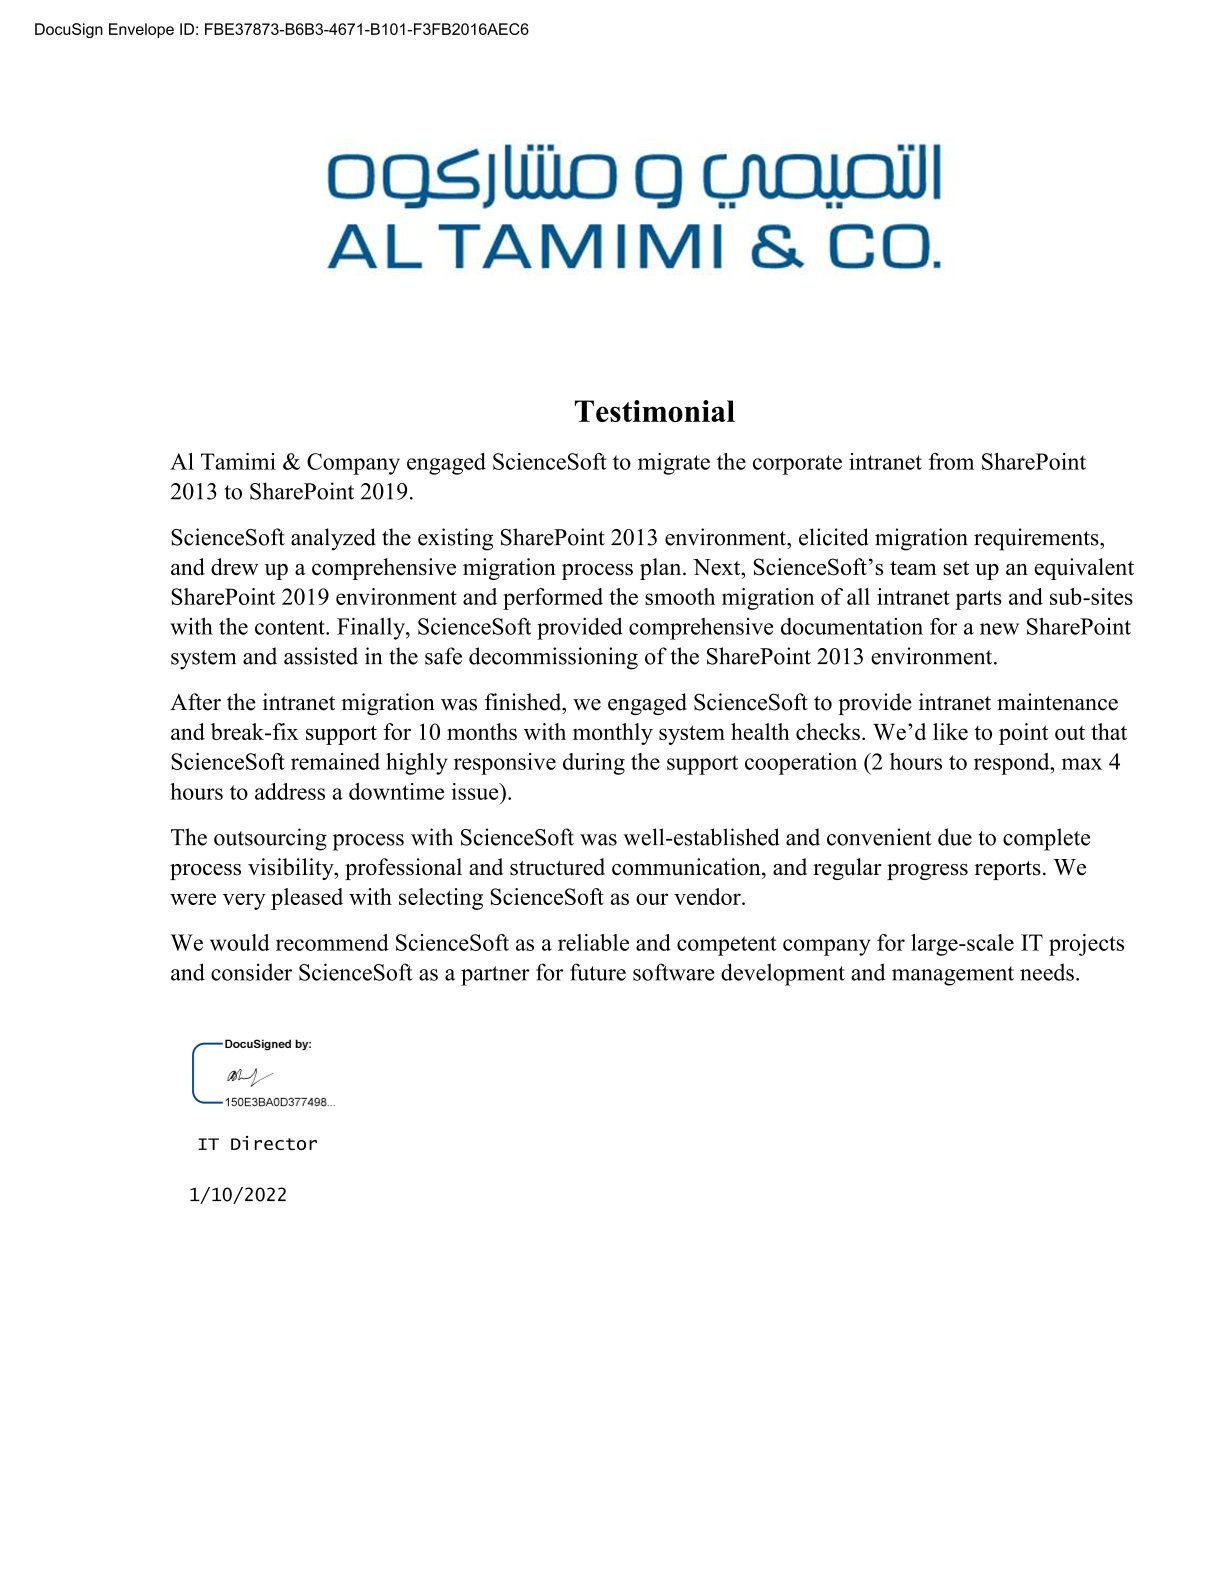 DocuSign Envelope ID: FBE37873-B6B3-4671-B101-F3FB2016AEC6
التميمي و مشاركوه
AL TAMIMI & CO.
Testimonial
Al Tamimi & Company engaged ScienceSoft to migrate the corporate intranet from SharePoint
2013 to SharePoint 2019.
ScienceSoft analyzed the existing SharePoint 2013 environment, elicited migration requirements,
and drew up a comprehensive migration process plan. Next, ScienceSoft’s team set up an equivalent
SharePoint 2019 environment and performed the smooth migration of all intranet parts and sub-sites
with the content. Finally, ScienceSoft provided comprehensive documentation for a new SharePoint
system and assisted in the safe decommissioning of the SharePoint 2013 environment.
After the intranet migration was finished, we engaged ScienceSoft to provide intranet maintenance
and break-fix support for 10 months with monthly system health checks. We’d like to point out that
ScienceSoft remained highly responsive during the support cooperation (2 hours to respond, max 4
hours to address a downtime issue).
The outsourcing process with ScienceSoft was well-established and convenient due to complete
process visibility, professional and structured communication, and regular progress reports. We
were very pleased with selecting ScienceSoft as our vendor.
We would recommend ScienceSoft as a reliable and competent company for large-scale IT projects
and consider ScienceSoft as a partner for future software development and management needs.
DocuSigned by:
150E3BA0D377498...
IT Director
1/10/2022